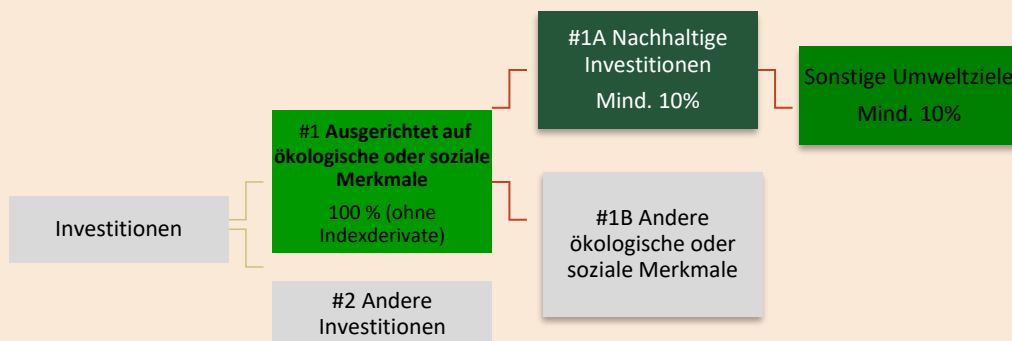 Investitionen
#1 Ausgerichtet auf
ökologische oder soziale
Merkmale
100 % (ohne
Indexderivate)
#2 Andere
Investitionen
#1A Nachhaltige
Investitionen
Mind. 10%
#1B Andere
ökologische oder
soziale Merkmale
Sonstige Umweltziele
Mind. 10%